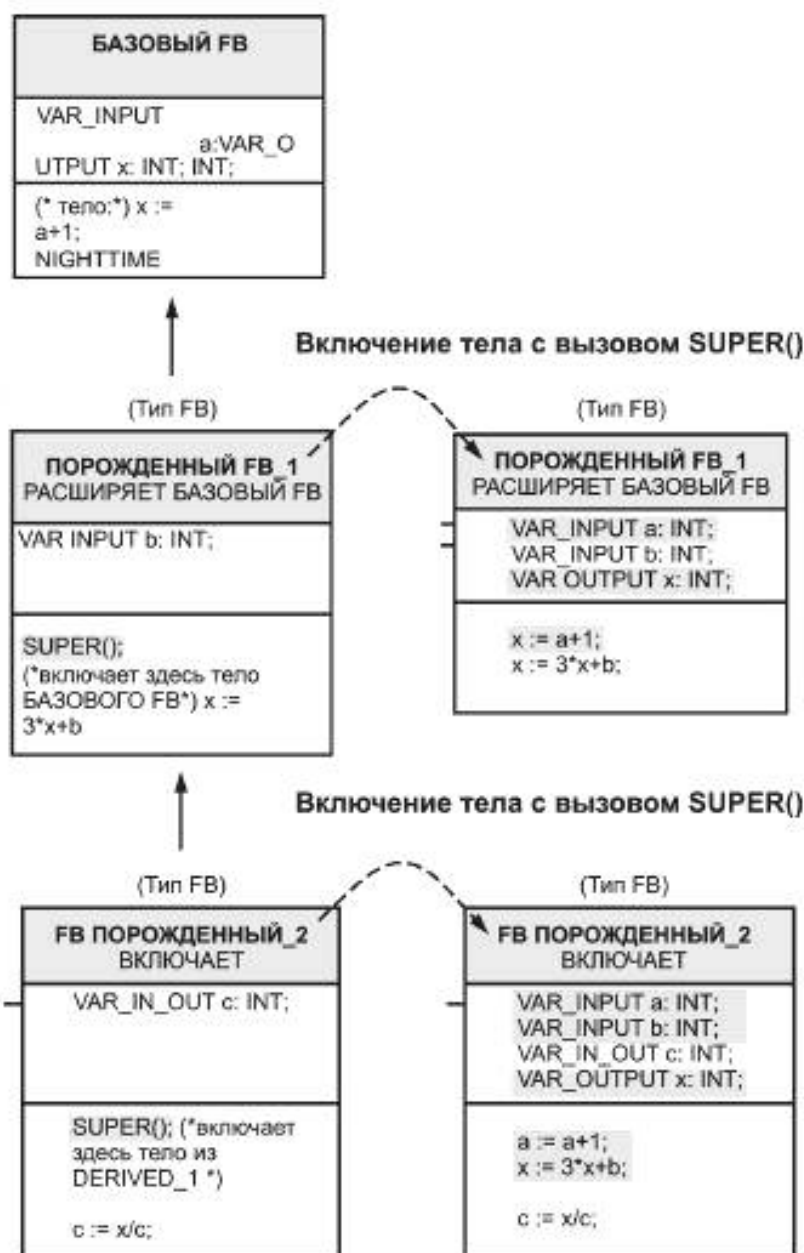 БАЗОВЫЙ FB
VAR_INPUT
a:VAR_O
UTPUT x: INT; INT;
(* тело:*) x :=
a+1;
NIGHTTIME
Включение тела с вызовом SUPER()
(Тип FB)
ПОРОЖДЕННЫЙ FB_1
РАСШИРЯЕТ БАЗОВЫЙ FB
VAR INPUT b: INT;
SUPER();
(*включает здесь тело
БАЗОВОГО FB*) x :=
3*x+b
(Тип FB)
ПОРОЖДЕННЫЙ FB_1
РАСШИРЯЕТ БАЗОВЫЙ FB
VAR_INPUT a: INT;
VAR_INPUT b: INT;
VAR OUTPUT x: INT;
x := a+1;
x := 3*x+b;
Включение тела с вызовом SUPER()
(Тип FB)
FB ПОРОЖДЕННЫЙ_2
ВКЛЮЧАЕТ
VAR_IN_OUT c: INT;
SUPER(); (*включает
здесь тело из
DERIVED_1 *)
c := x/c;
(Тип FB)
FB ПОРОЖДЕННЫЙ_2
ВКЛЮЧАЕТ
VAR_INPUT a: INT;
VAR_INPUT b: INT;
VAR_IN_OUT c: INT;
VAR_OUTPUT x: INT;
a := a+1;
x := 3*x+b;
c := x/c;